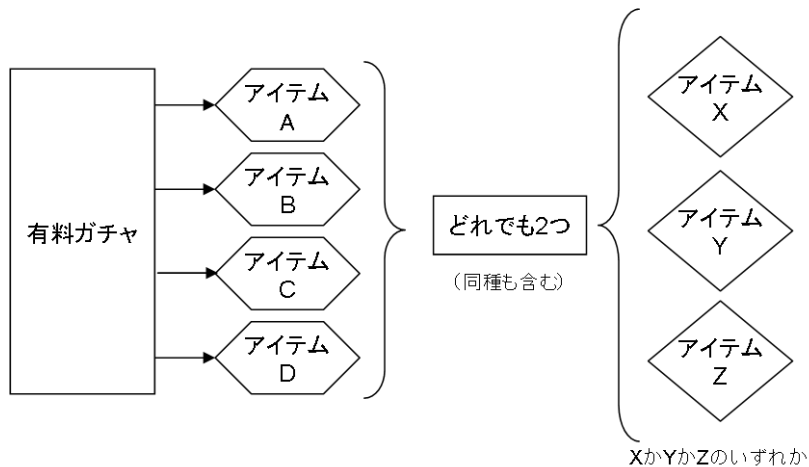 有料ガチャ
アイテム
A
アイテム
B
アイテム
C
アイテム
D
どれでも2つ
（同種も含む）
アイテム
X
アイテム
Y
アイテム
Z
XかYかZのいずれか